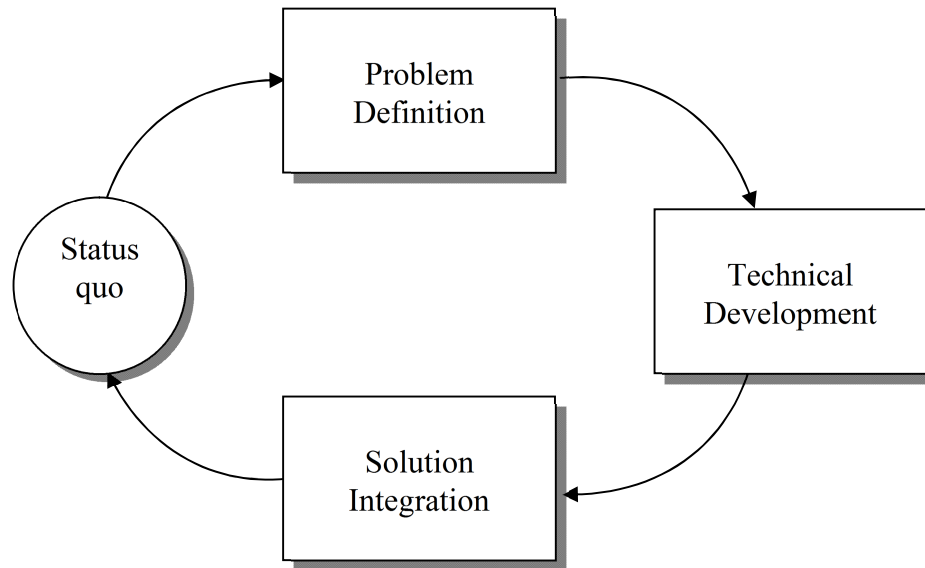 Problem
Definition
Status
quo
Technical
Development
Solution
Integration